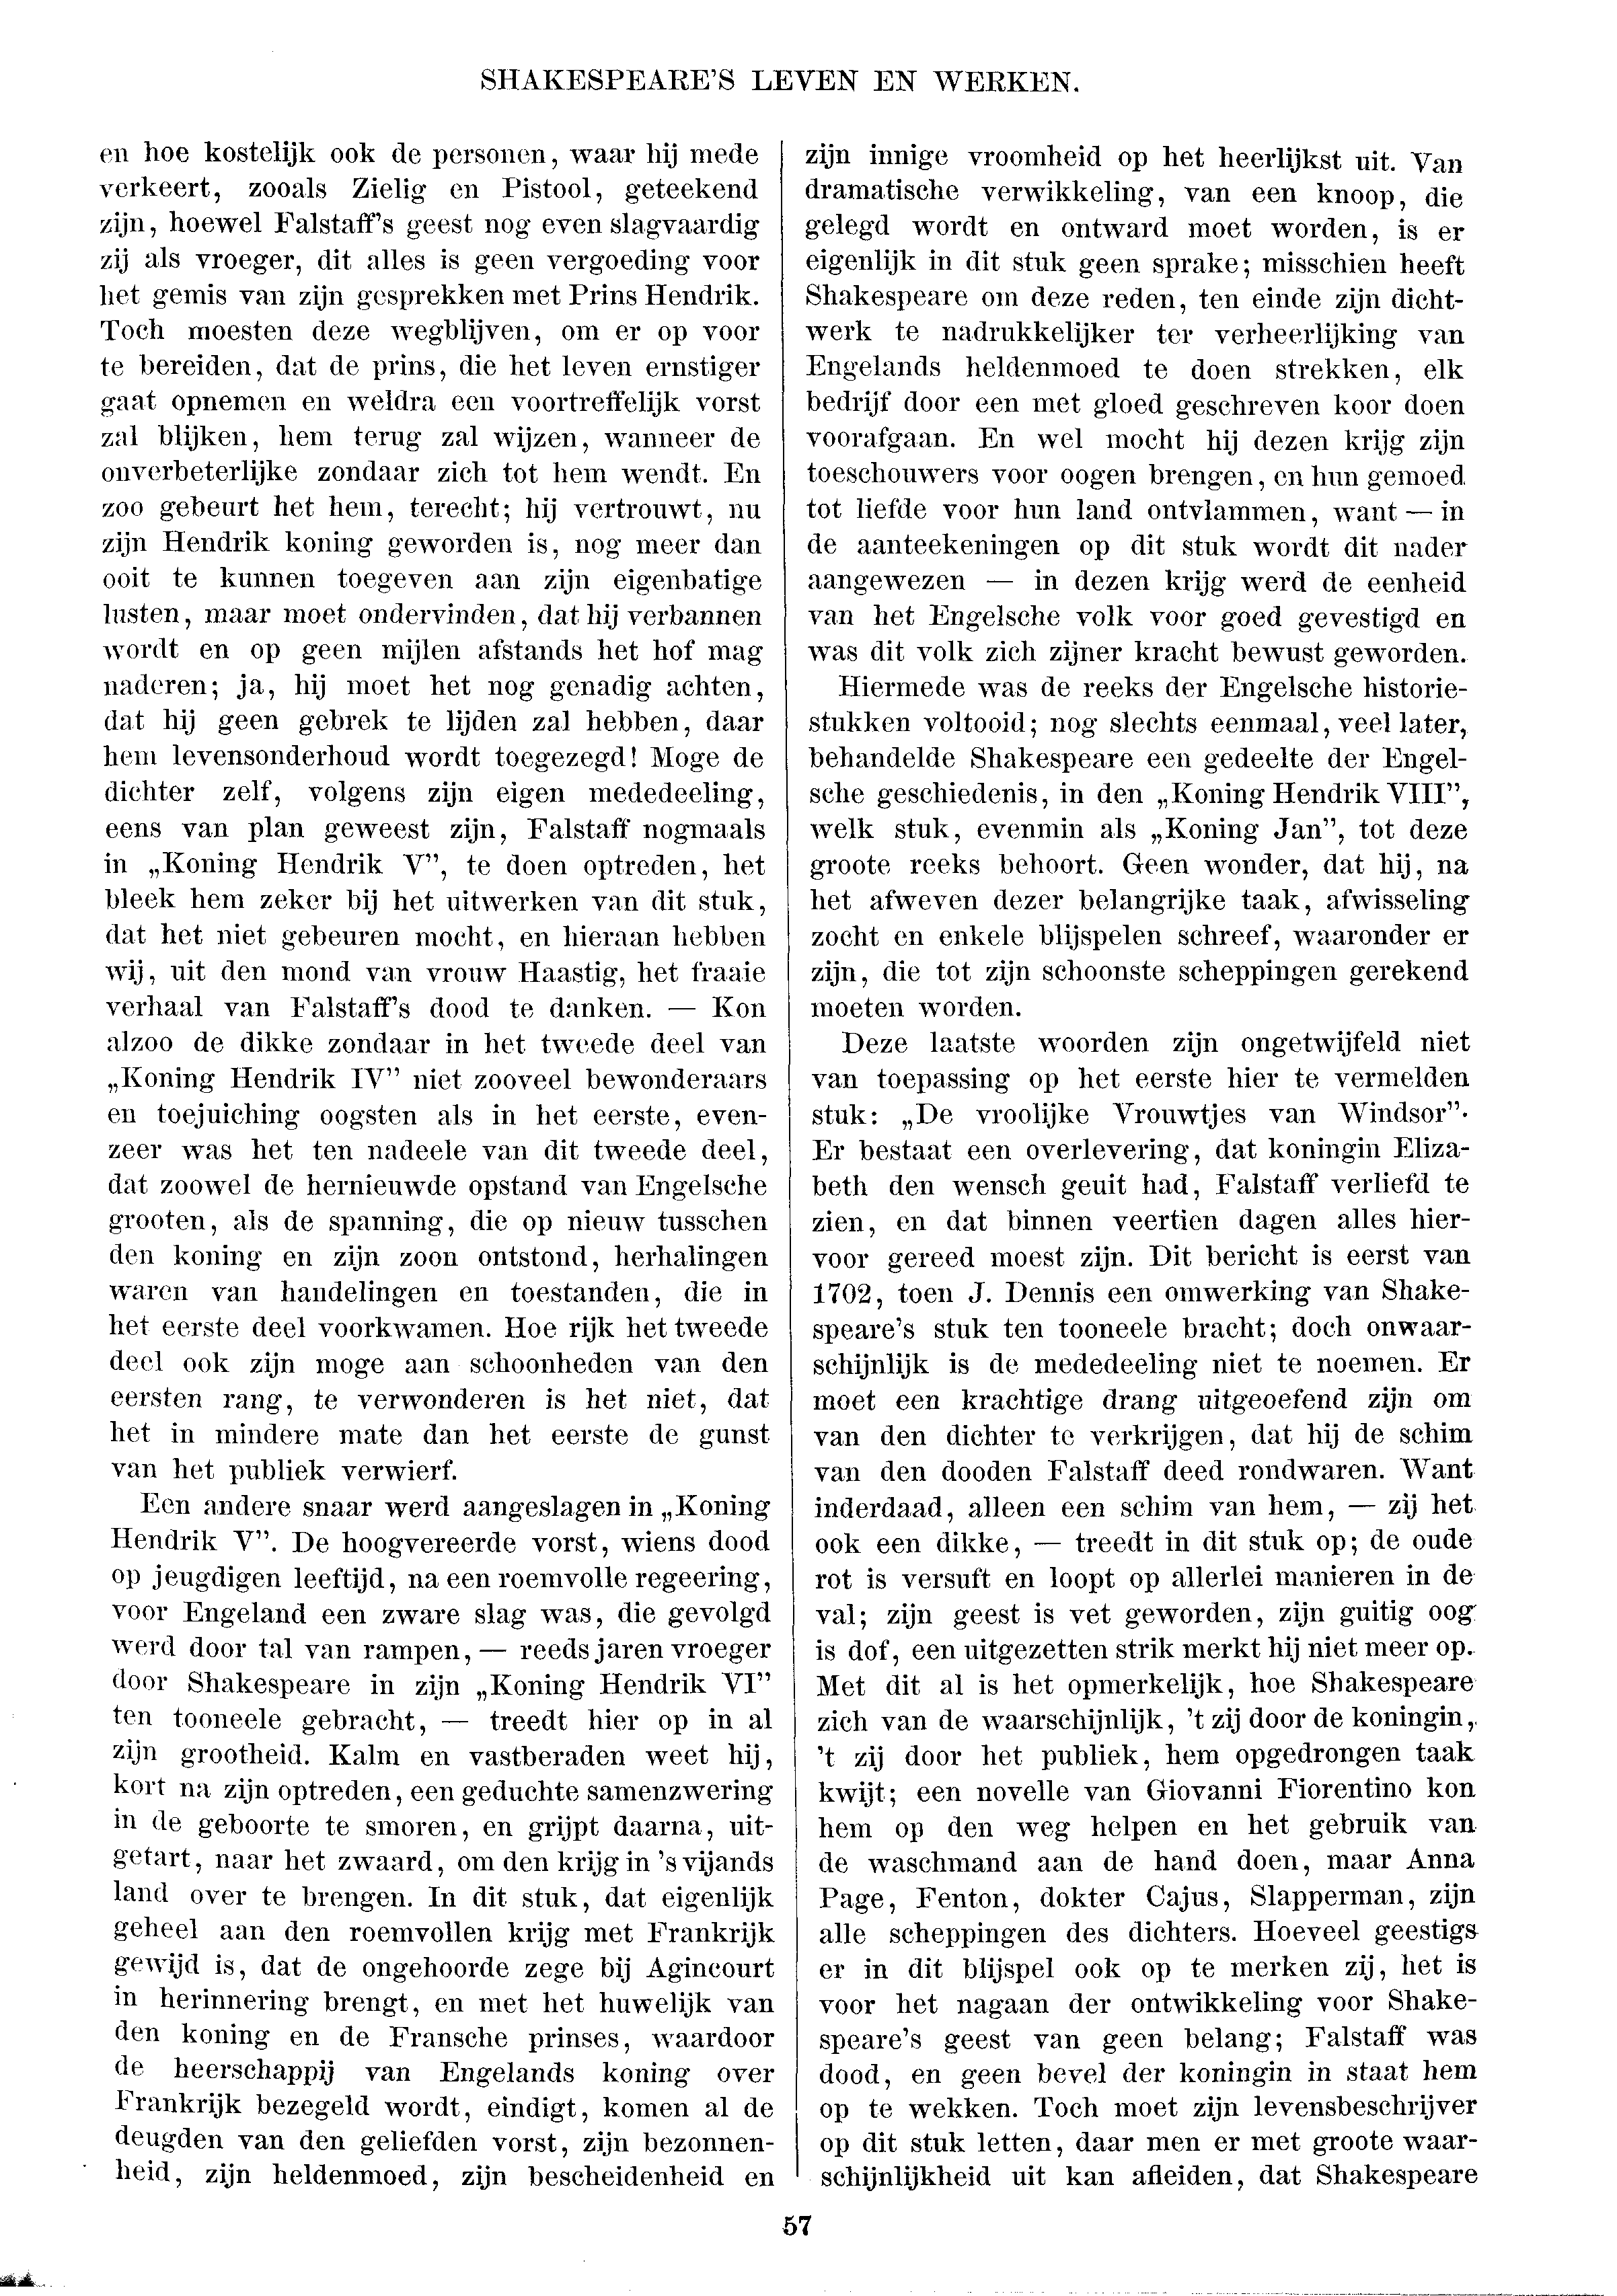 SHAKESPEARE'S LEVEN EN WERKEN.
en hoe kostelijk ook de personen, waar hij mede
verkeert, zooals Zielig en Pistool, geteekend
zijn, hoewel Falstaff's geest nog even slagvaardig
zij als vroeger, dit alles is geen vergoeding voor
het gemis van zijn gesprekken met Prins Hendrik.
Toch moesten deze wegblijven, om er op voor
te bereiden, dat de prins, die het leven ernstiger
gaat opnemen en weldra een voortreffelijk vorst
zal blijken, hem terug zal wijzen, wanneer de
onverbeterlijke zondaar zich tot hem wendt. En
zoo gebeurt het hem, terecht; hij vertrouwt, nu
zijn Hendrik koning geworden is, nog meer dan
ooit te kunnen toegeven aan zijn eigenbatige
lusten, maar moet ondervinden, dat hij verbannen
wordt en op geen mijlen afstands het hof mag
naderen; ja, hij moet het nog genadig achten,
dat hij geen gebrek te lijden zal hebben, daar
hem levensonderhoud wordt toegezegd! Moge de
dichter zelf, volgens zijn eigen mededeeling,
eens van plan geweest zijn, Falstaff nogmaals
in „Koning Hendrik V”, te doen optreden, het
bleek hem zeker bij het uitwerken van dit stuk,
dat het niet gebeuren mocht, en hieraan hebben
wij, uit den mond van vrouw Haastig, het fraaie
verhaal van Falstaff's dood te danken. — Kon
alzoo de dikke zondaar in het tweede deel van
„Koning Hendrik IV” niet zooveel bewonderaars
en toejuiching oogsten als in het eerste, even-
zeer was het ten nadeele van dit tweede deel,
dat zoowel de hernieuwde opstand van Engelsche
grooten, als de spanning, die op nieuw tusschen
den koning en zijn zoon ontstond, herhalingen
waren van handelingen en toestanden, die in
het eerste deel voorkwamen. Hoe rijk het tweede
deel ook zijn moge aan schoonheden van den
eersten rang, te verwonderen is het niet, dat
het in mindere mate dan het eerste de gunst
van het publiek verwierf.
Een andere snaar werd aangeslagen in „Koning
Hendrik V”. De hoogvereerde vorst, wiens dood
op jeugdigen leeftijd, na een roemvolle regeering,
voor Engeland een zware slag was, die gevolgd
werd door tal van rampen, — reeds jaren vroeger
door Shakespeare in zijn „Koning Hendrik VI”
ten tooneele gebracht, — treedt hier op in al
zijn grootheid. Kalm en vastberaden weet hij,
kort na zijn optreden, een geduchte samenzwering
in de geboorte te smoren, en grijpt daarna, uit-
getart, naar het zwaard, om den krijg in 's vijands
land over te brengen. In dit stuk, dat eigenlijk
geheel aan den roemvollen krijg met Frankrijk
gewijd is, dat de ongehoorde zege bij Agincourt
in herinnering brengt, en met het huwelijk van
den koning en de Fransche prinses, waardoor
de heerschappij van Engelands koning over
Frankrijk bezegeld wordt, eindigt, komen al de
deugden van den geliefden vorst, zijn bezonnen-
heid, zijn heldenmoed, zijn bescheidenheid en
zijn innige vroomheid op het heerlijkst uit. Van
dramatische verwikkeling, van een knoop, die
gelegd wordt en ontward moet worden, is er
eigenlijk in dit stuk geen sprake; misschien heeft
Shakespeare om deze reden, ten einde zijn dicht-
werk te nadrukkelijker ter verheerlijking van
Engelands heldenmoed te doen strekken, elk
bedrijf door een met gloed geschreven koor doen
voorafgaan. En wel mocht hij dezen krijg zijn
toeschouwers voor oogen brengen, en hun gemoed
tot liefde voor hun land ontvlammen, want — in
de aanteekeningen op dit stuk wordt dit nader
aangewezen — in dezen krijg werd de eenheid
van het Engelsche volk voor goed gevestigd en
was dit volk zich zijner kracht bewust geworden.
Hiermede was de reeks der Engelsche historie-
stukken voltooid; nog slechts eenmaal, veel later,
behandelde Shakespeare een gedeelte der Engel-
sche geschiedenis, in den „Koning Hendrik VIII”,
welk stuk, evenmin als „Koning Jan”, tot deze
groote reeks behoort. Geen wonder, dat hij, na
het afweven dezer belangrijke taak, afwisseling
zocht en enkele blijspelen schreef, waaronder er
zijn, die tot zijn schoonste scheppingen gerekend
moeten worden.
Deze laatste woorden zijn ongetwijfeld niet
van toepassing op het eerste hier te vermelden
stuk: „De vroolijke Vrouwtjes van Windsor”.
Er bestaat een overlevering, dat koningin Eliza-
beth den wensch geuit had, Falstaff verliefd te
zien, en dat binnen veertien dagen alles hier-
voor gereed moest zijn. Dit bericht is eerst van
1702, toen J. Dennis een omwerking van Shake-
speare's stuk ten tooneele bracht; doch onwaar-
schijnlijk is de mededeeling niet te noemen. Er
moet een krachtige drang uitgeoefend zijn om
van den dichter te verkrijgen, dat hij de schim
van den dooden Falstaff deed rondwaren. Want
inderdaad, alleen een schim van hem, — zij het
ook een dikke, — treedt in dit stuk op; de oude
rot is versuft en loopt op allerlei manieren in de
val; zijn geest is vet geworden, zijn guitig oog
is dof, een uitgezetten strik merkt hij niet meer op.
Met dit al is het opmerkelijk, hoe Shakespeare
zich van de waarschijnlijk, 't zij door de koningin,
't zij door het publiek, hem opgedrongen taak
kwijt; een novelle van Giovanni Fiorentino kon
hem op den weg helpen en het gebruik van
de waschmand aan de hand doen, maar Anna
Page, Fenton, dokter Cajus, Slapperman, zijn
alle scheppingen des dichters. Hoeveel geestigs
er in dit blijspel ook op te merken zij, het is
voor het nagaan der ontwikkeling voor Shake-
speare's geest van geen belang; Falstaff was
dood, en geen bevel der koningin in staat hem
op te wekken. Toch moet zijn levensbeschrijver
op dit stuk letten, daar men er met groote waar-
schijnlijkheid uit kan afleiden, dat Shakespeare
57